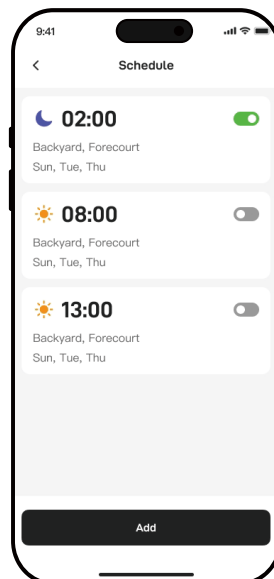 9:41
Schedule
02:00
Backyard, Forecourt
Sun, Tue, Thu
08:00
Backyard, Forecourt
Sun, Tue, Thu
13:00
Backyard, Forecourt
Sun, Tue, Thu
Add